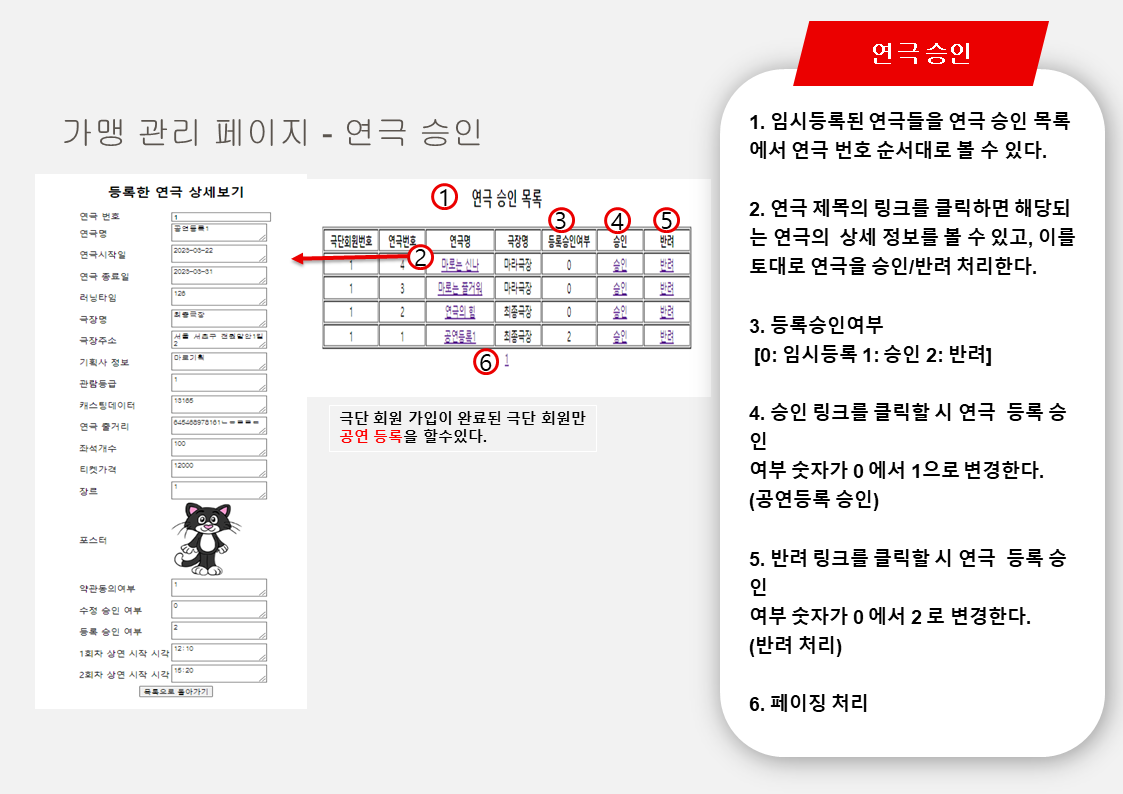 연극 승인
가맹 관리 페이지 - 연극 승인
등록한 연극 상세보기
연극 번호 1
연극명 공연등록1
연극시작일 2023-03-22
연극 종료일 2023-03-31
러닝타임 126
극장명 최종극장
극장주소 서울 서초구
2
기획사 정보 마로기획
관람등급 1
캐스팅데이터
연극 줄거리
좌석개수 100
티켓가격 12000
장르 1
포스터
약관동의여부 1
수정 승인 여부 0
등록 승인 여부 2
1회차 상연 시작 시각 12:10
2회차 상연 시작 시각
목록으로 돌아가기
1 연극 승인 목록
3 4 5
극단회원번호 연극번호 연극명 극장명 등록승인여부 승인 반려
2
1 4 마로는 신나 마라극장 0 승인 반려
1 3 마로는 즐거워 마라극장 0 승인 반려
1 2 연극의 힘 최종극장 0 승인 반려
1 1 공연등록1 최종극장 2 승인 반려
6 1
극단 회원 가입이 완료된 극단 회원만
공연 등록을 할수있다.
1. 임시등록된 연극들을 연극 승인 목록
에서 연극 번호 순서대로 볼 수 있다.
2. 연극 제목의 링크를 클릭하면 해당되
는 연극의 상세 정보를 볼 수 있고, 이를
토대로 연극을 승인/반려 처리한다.
3. 등록승인여부
[0: 임시등록 1: 승인 2: 반려]
4. 승인 링크를 클릭할 시 연극 등록 승
인
여부 숫자가 0 에서 1으로 변경한다.
(공연등록 승인)
5. 반려 링크를 클릭할 시 연극 등록 승
인
여부 숫자가 0 에서 2 로 변경한다.
(반려 처리)
6. 페이징 처리